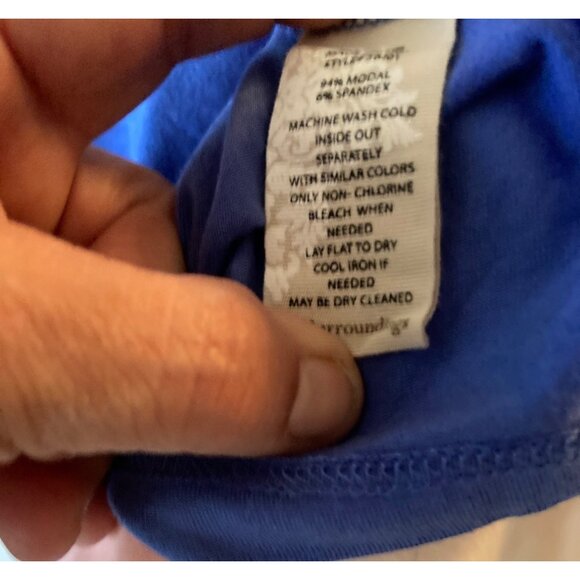 94% MODAL
6% SPANDEX
MACHINE WASH COLD
INSIDE OUT
SEPARATELY
WITH SIMILAR COLORS
ONLY NON- CHLORINE
BLEACH WHEN
NEEDED
LAY FLAT TO DRY
COOL IRON IF
NEEDED
MAY BE DRY CLEANED